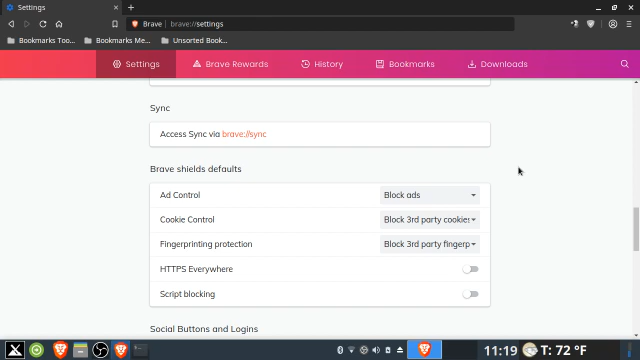 Settings
Brave | brave://settings
Bookmarks Too...
Bookmarks Me...
Unsorted Book...
Settings
Brave Rewards
History
Bookmarks
Downloads
Sync
Access Sync via brave://sync
Brave shields defaults
Ad Control Block ads
Cookie Control Block 3rd party cookies
Fingerprinting protection Block 3rd party fingerp
HTTPS Everywhere
Script blocking
Social Buttons and Logins
11:19 T: 72 °F